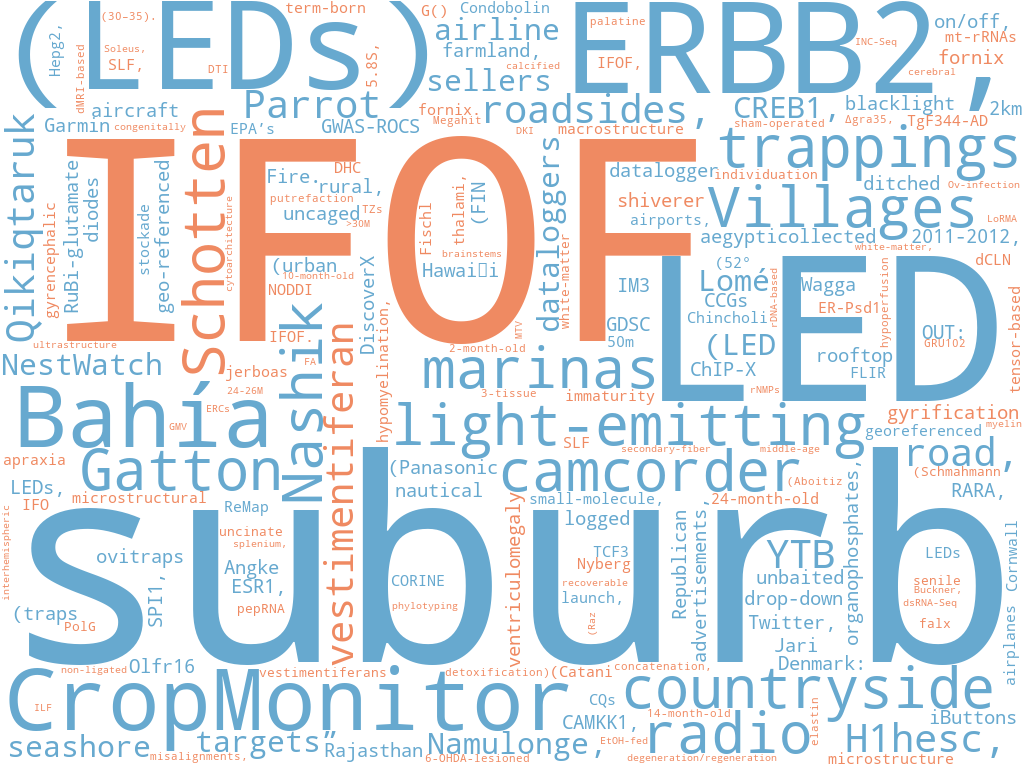 (LEDs)
ERBB2,
term-born
G()
Condobolin
(30–35).
Hepg2,
Soleus,
SLF,
DTI
dMRI-based
5.8S,
airline
farmland,
sellers
calcified
palatine
IFOF,
INC-Seq
cerebral
on/off,
mt-rRNAs
fornix
2km
aircraft
Garmin
congenitally
EPA’s
Parrot
GWAS-ROCS
fornix.
Megahit
roadsides,
DKI
macrostructure
CREB1,
sham-operated
blacklight
Δgra35.
TgF344-AD
Qikiqtaruk
gyrencephalic
RuBi-glutamate
diodes
stockade
geo-referenced
Schotten
cytoarchitecture
IFOF
Fire.
DHC
rural,
putrefaction
uncaged
TZs
>30M
(urban
10-month-old
NODDI
IFOF.
FA
DiscoverX
Fischl
thalami,
(FIN
brainstems
Hawai□i
dataloggers
white-matter
MTV
2-month-old
datalogger
shiverer
airports,
individuation
trappings
Villages
ditched
Ov-infection
LoRMA
aegypticollected
2011-2012,
white-matter,
dCLN
IM3
GDSC
50m
Lomé
(52°
CCGs
Chincholi
rDNA-based
(LED
ChIP-X
LED
Wagga
ER-Psd1
hypoperfusion
rooftop
FLIR
OUT:
GRU102
tensor-based
rNMPs
ultrastructure
NestWatch
jerboas
24-26M
ERCs
GMV
Bahía
Nashik
vestimentiferan
hypomyelination,
marinas
3-tissue
immaturity
light-emitting
SLF
secondary-fiber
middle-age
gyrification
georeferenced
myelin
road,
(Schmahmann
RARA,
apraxia
Gatton
LEDs,
microstructural
IFO
interhemispheric
(Panasonic
nautical
camcorder
(Aboitiz
small-molecule,
24-month-old
suburb
ReMap
uncinate
splenium,
ovitraps
Angke
ESR1,
pepRNA
SPI1,
(traps
PolG
CORINE
phylotyping
ventriculomegaly
logged
TCF3
Nyberg
recoverable
launch,
(Raz
Republican
advertisements,
YTB
unbaited
drop-down
Twitter,
Jari
Denmark:
organophosphates,
LEDs
senile
Buckner,
dsRNA-Seq
falx
Cornwall
airplanes
non-ligated
Olfr16
vestimentiferans
detoxification)
(Catani
concatenation,
CropMonitor
ILF
CQs
CAMKK1,
countryside
14-month-old
radio
elastin
iButtons
H1hesc,
seashore
misalignments,
targets”
Rajasthan
Namulonge,
6-OHDA-lesioned
EtOH-fed
degeneration/regeneration
microstructure